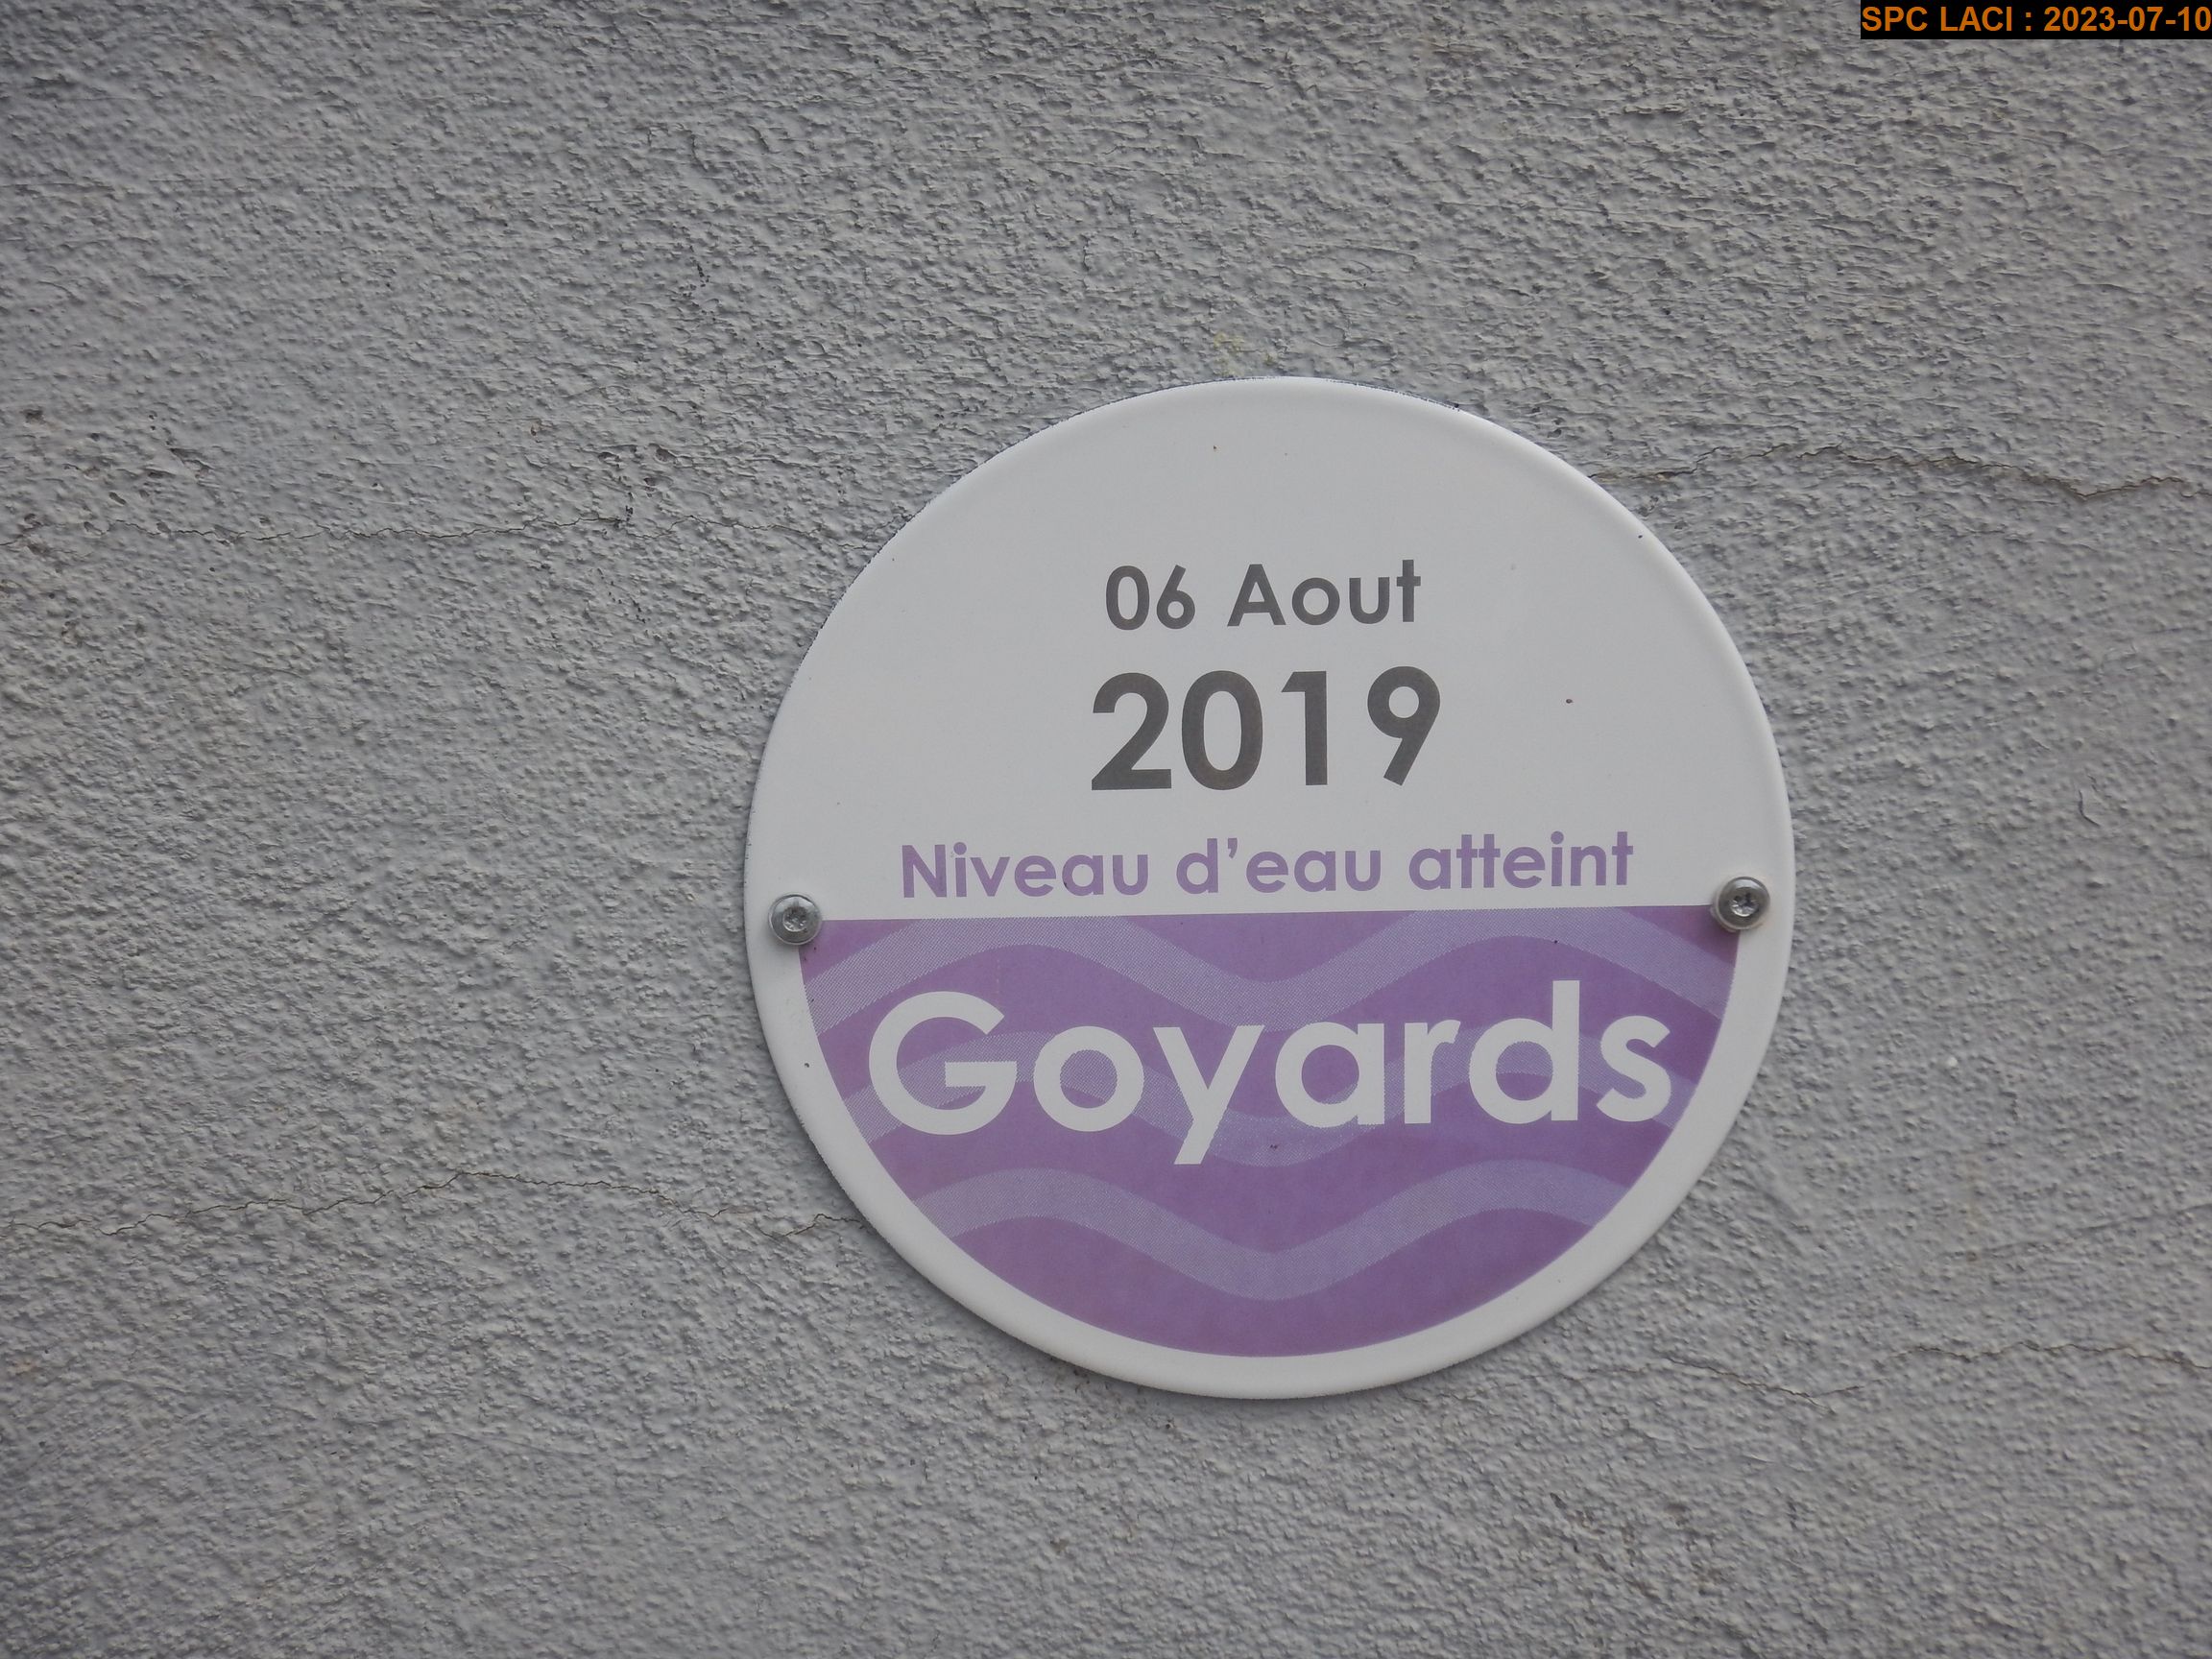 SPC LACI : 2023-07-10
06 Aout
2019
Niveau d'eau atteint
Goyards